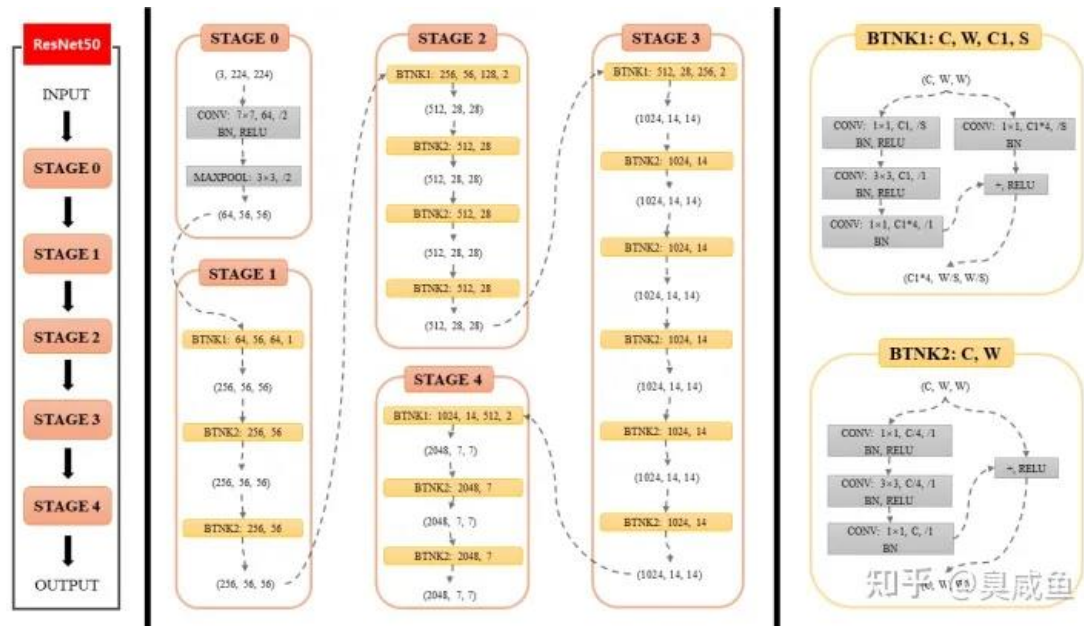 ResNet50
INPUT
STAGE 0
STAGE 1
STAGE 2
STAGE 3
STAGE 4
OUTPUT
STAGE 0
(3, 224, 224)
CONV: 7×7, 64, /2
BN, RELU
MAXPOOL: 3×3, /2
(64, 56, 56)
STAGE 1
BTNK1: 64, 56, 64, 1
(256, 56, 56)
BTNK2: 256, 56
(256, 56, 56)
BTNK2: 256, 56
(256, 56, 56)
STAGE 2
BTNK1: 256, 56, 128, 2
(512, 28, 28)
BTNK2: 512, 28
(512, 28, 28)
BTNK2: 512, 28
(512, 28, 28)
BTNK2: 512, 28
(512, 28, 28)
STAGE 3
BTNK1: 512, 28, 256, 2
(1024, 14, 14)
BTNK2: 1024, 14
(1024, 14, 14)
BTNK2: 1024, 14
(1024, 14, 14)
BTNK2: 1024, 14
(1024, 14, 14)
BTNK2: 1024, 14
(1024, 14, 14)
BTNK2: 1024, 14
(1024, 14, 14)
STAGE 4
BTNK1: 1024, 14, 512, 2
(2048, 7, 7)
BTNK2: 2048, 7
(2048, 7, 7)
BTNK2: 2048, 7
(2048, 7, 7)
BTNK1: C, W, C1, S
(C, W, W)
CONV: 1×1, C1, /S
BN, RELU
CONV: 3×3, C1, /1
BN, RELU
CONV: 1×1, C1*4, /1
BN
CONV: 1×1, C1*4, /S
BN
+, RELU
(C1*4, W/S, W/S)
BTNK2: C, W
(C, W, W)
CONV: 1×1, C/4, /1
BN, RELU
CONV: 3×3, C/4, /1
BN, RELU
CONV: 1×1, C, /1
BN
+, RELU
(C, W, W)
知乎 @臭咸鱼